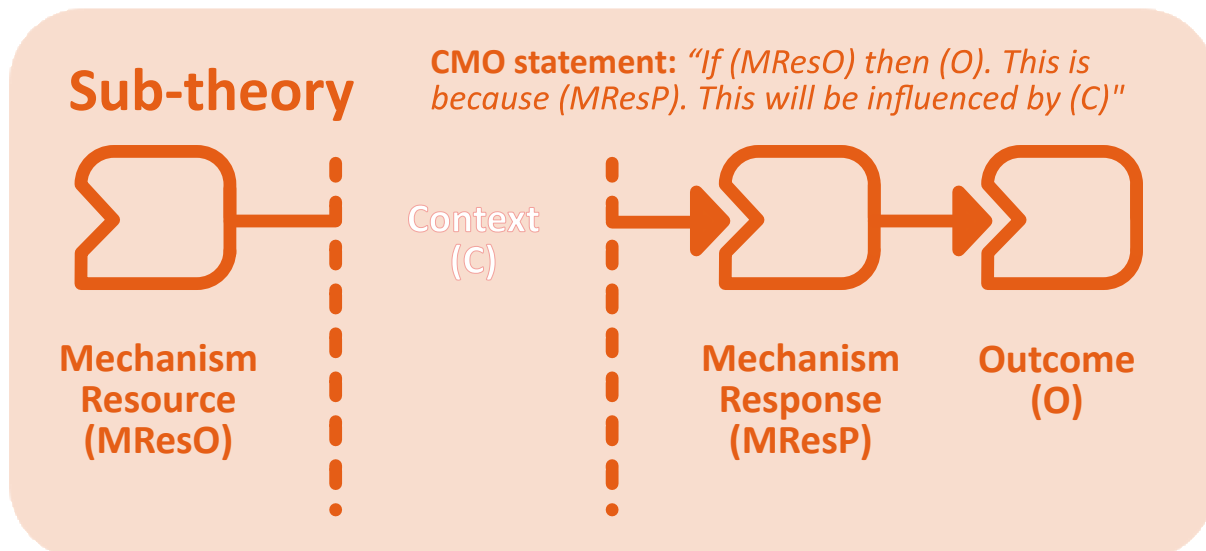 Sub-theory
CMO statement: “If (MResO) then (O). This is
because (MResP). This will be influenced by (C)"
Context
(C)
Mechanism
Resource
(MResO)
Mechanism
Response
(MResP)
Outcome
(O)